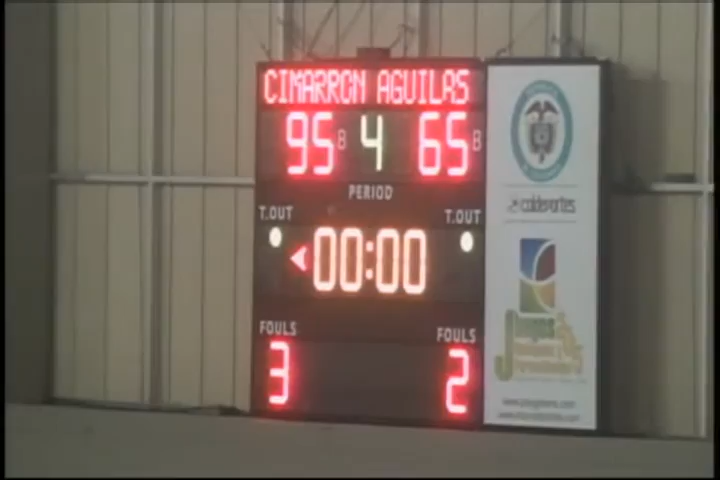 CIMARRON AGUILAS
95 B 4 65 B
PERIOD
T.OUT T.OUT
00:00
FOULS FOULS
3 2
coldeportes